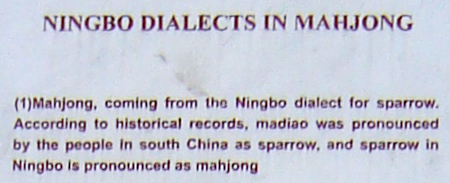 NINGBO DIALECTS IN MAHJONG
(1)Mahjong, coming from the Ningbo dialect for sparrow.
According to historical records, madiao was pronounced
by the people in south China as sparrow, and sparrow in
Ningbo is pronounced as mahjong